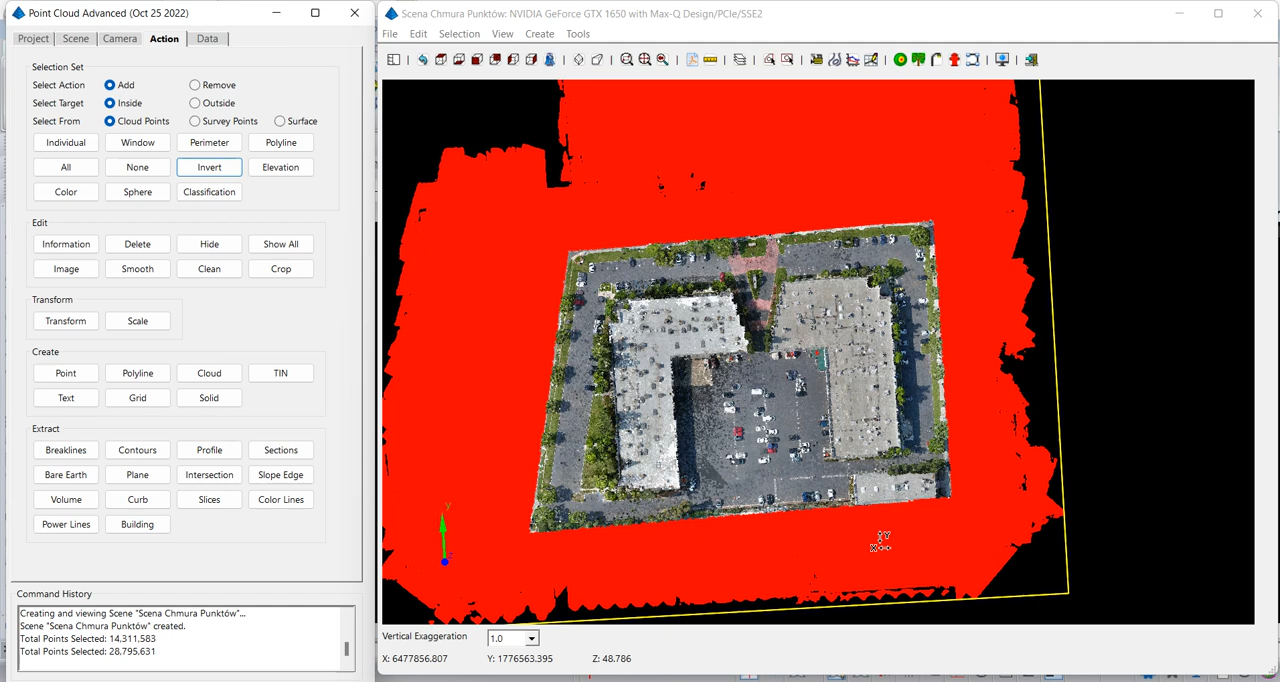 Point Cloud Advanced (Oct 25 2022)
Project Scene Camera Action Data
Selection Set
Select Action Add Remove
Select Target Inside Outside
Select From Cloud Points Survey Points Surface
Individual Window Perimeter Polyline
All None Invert Elevation
Color Sphere Classification
Edit
Information Delete Hide Show All
Image Smooth Clean Crop
Transform
Transform Scale
Create
Point Polyline Cloud TIN
Text Grid Solid
Extract
Breaklines Contours Profile Sections
Bare Earth Plane Intersection Slope Edge
Volume Curb Slices Color Lines
Power Lines Building
Command History
Creating and viewing Scene "Scena Chmura Punktów"...
Scene "Scena Chmura Punktów" created.
Total Points Selected: 14,311,583
Total Points Selected: 28,795,631
Scena Chmura Punktów: NVIDIA GeForce GTX 1650 with Max-Q Design/PCIe/SSE2
File Edit Selection View Create Tools
y
z
Y
X
Vertical Exaggeration 1.0
X: 6477856.807 Y: 1776563.395 Z: 48.786